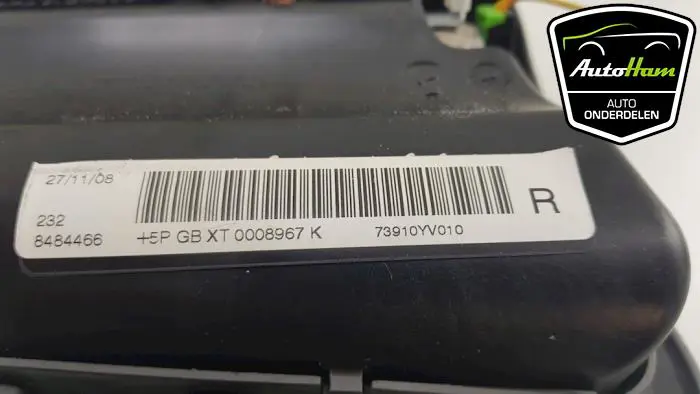 AutoHam
AUTO
ONDERDELEN
27/11/08
232
8484466
+5P GB XT 0008967 K
73910YV010
R